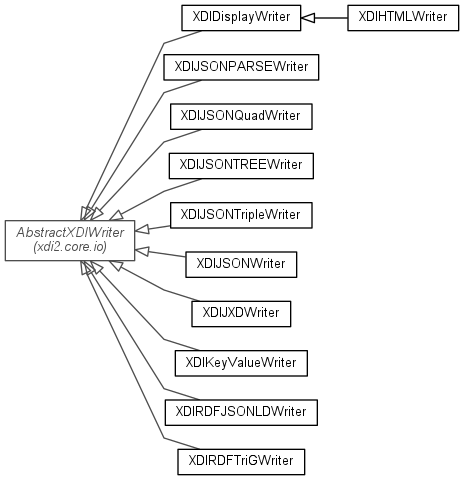 XDIDisplayWriter
XDIHTMLWriter
XDIJSONPARSEWriter
XDIJSONQuadWriter
XDIJSONTREEWriter
XDIJSONTripleWriter
AbstractXDIWriter
(xdi2.core.io)
XDIJSONWriter
XDIJXDWriter
XDIKeyValueWriter
XDIRDFJSONLDWriter
XDIRDFTriGWriter